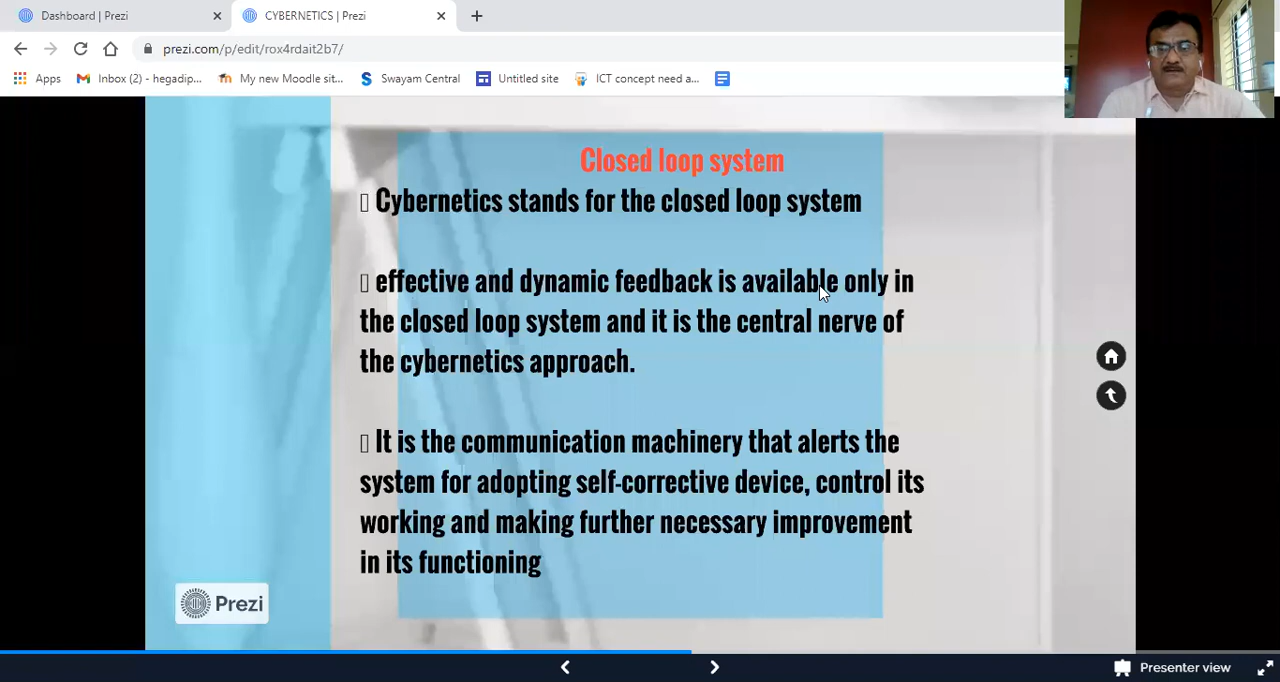 Dashboard | Prezi
CYBERNETICS | Prezi
prezi.com/p/edit/rox4rdait2b7/
Apps
Inbox (2) - hegadip...
My new Moodle sit...
Swayam Central
Untitled site
ICT concept need a...
Closed loop system
Cybernetics stands for the closed loop system
effective and dynamic feedback is available only in
the closed loop system and it is the central nerve of
the cybernetics approach.
It is the communication machinery that alerts the
system for adopting self-corrective device, control its
working and making further necessary improvement
in its functioning
Prezi
Presenter view